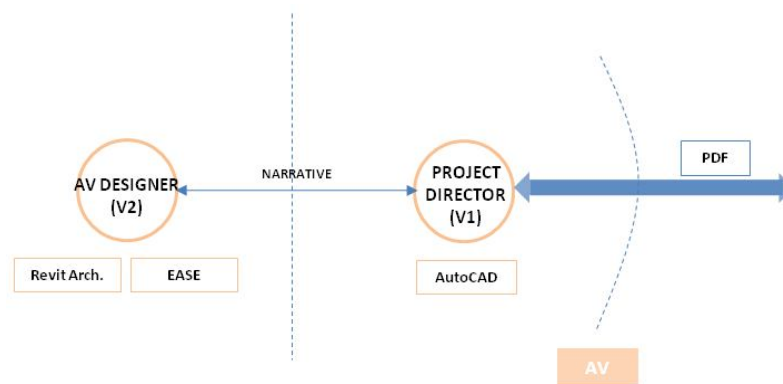 PDF
NARRATIVE
AV DESIGNER
(V2)
PROJECT
DIRECTOR
(V1)
Revit Arch.
EASE
AutoCAD
AV